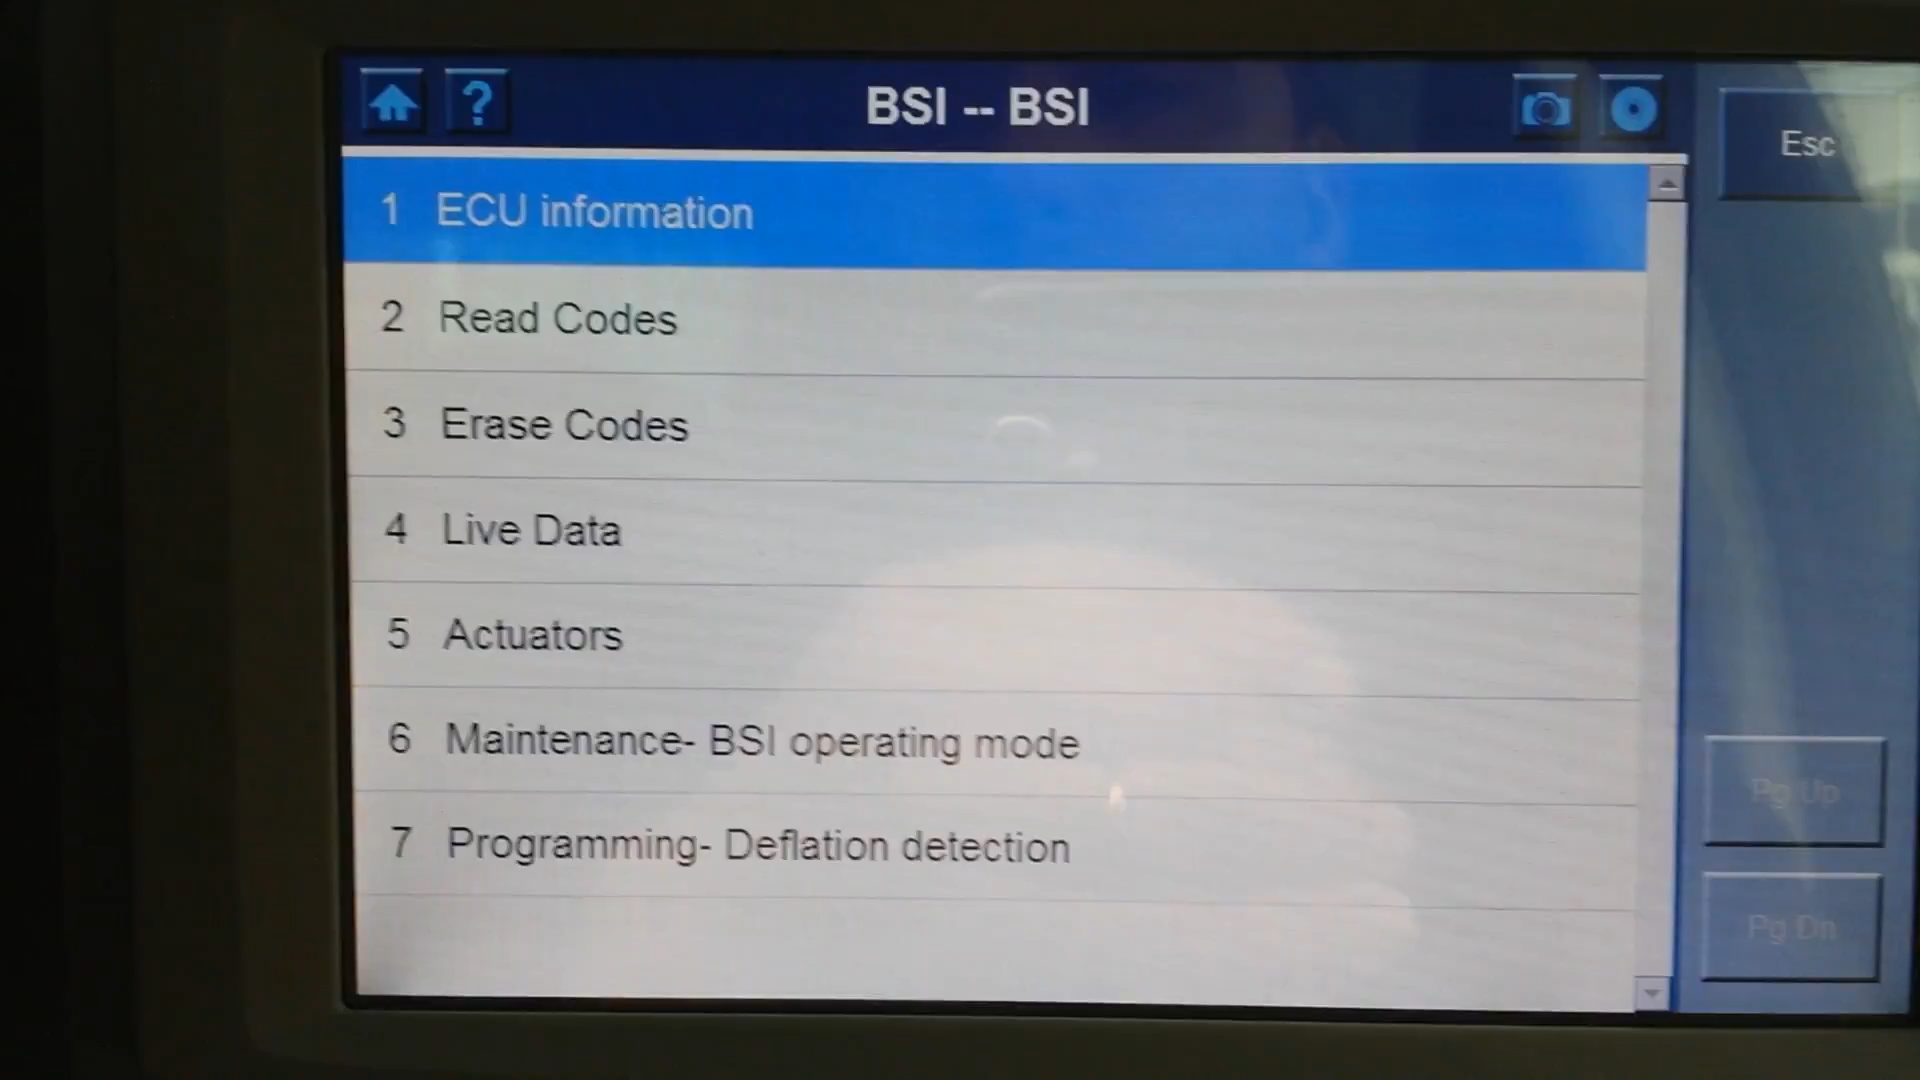 BSI -- BSI
Esc
1 ECU information
2 Read Codes
3 Erase Codes
4 Live Data
5 Actuators
6 Maintenance- BSI operating mode
7 Programming- Deflation detection
Pg Up
Pg Dn